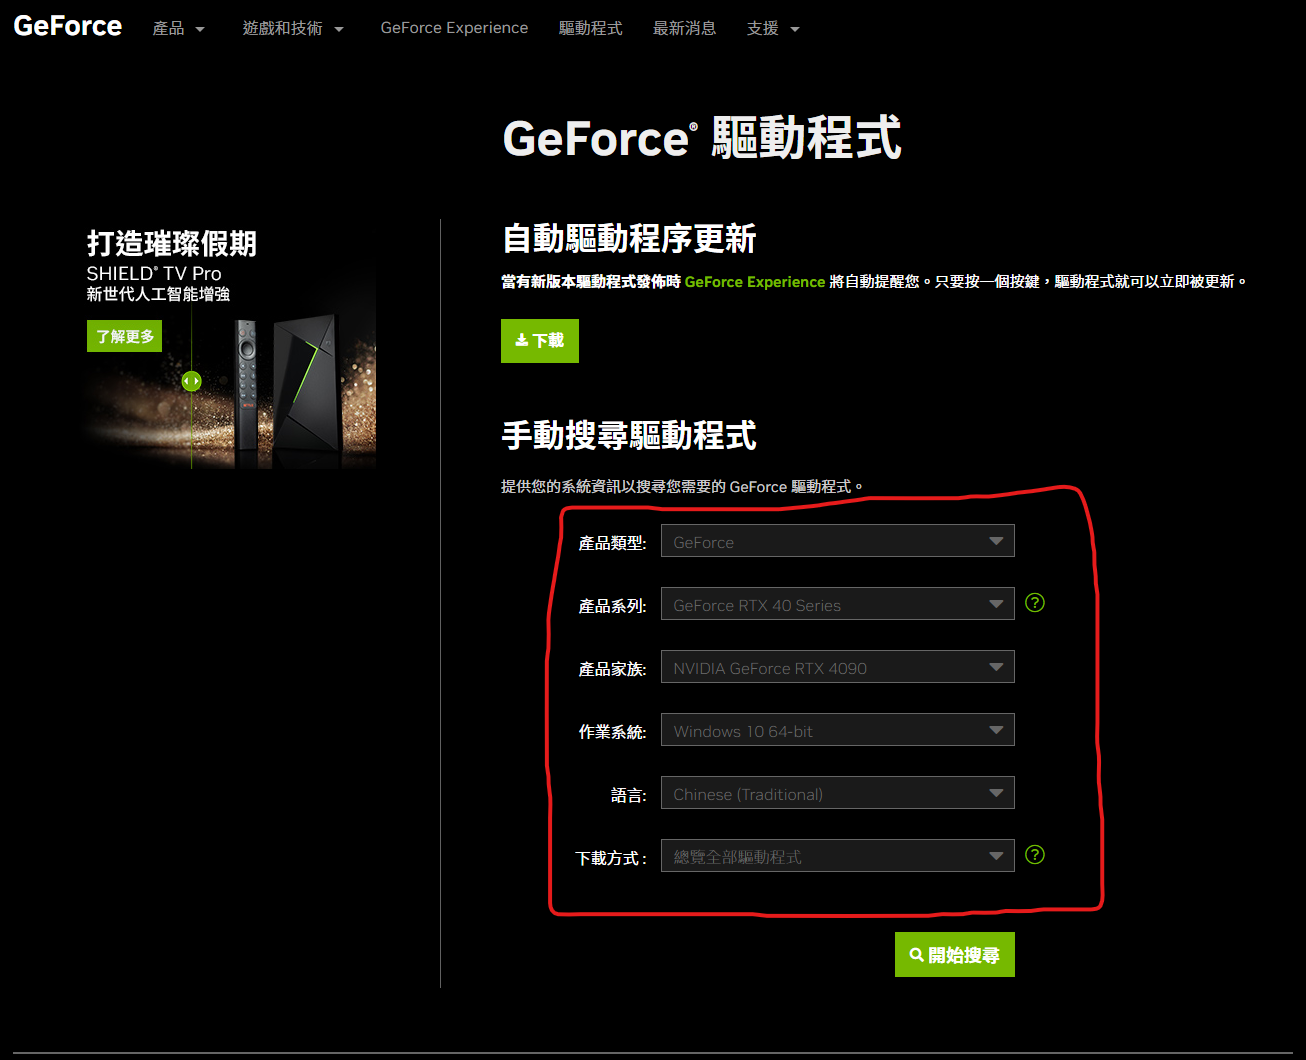 GeForce 產品 遊戲和技術 GeForce Experience 驅動程式 最新消息 支援
GeForce® 驅動程式
打造璀璨假期
SHIELD® TV Pro
新世代人工智能增強
了解更多
自動驅動程序更新
當有新版本驅動程式發佈時 GeForce Experience 將自動提醒您。只要按一個按鍵，驅動程式就可以立即被更新。
下載
手動搜尋驅動程式
提供您的系統資訊以搜尋您需要的 GeForce 驅動程式。
產品類型: GeForce
產品系列: GeForce RTX 40 Series ?
產品家族: NVIDIA GeForce RTX 4090
作業系統: Windows 10 64-bit
語言: Chinese (Traditional)
下載方式 : 總覽全部驅動程式 ?
開始搜尋